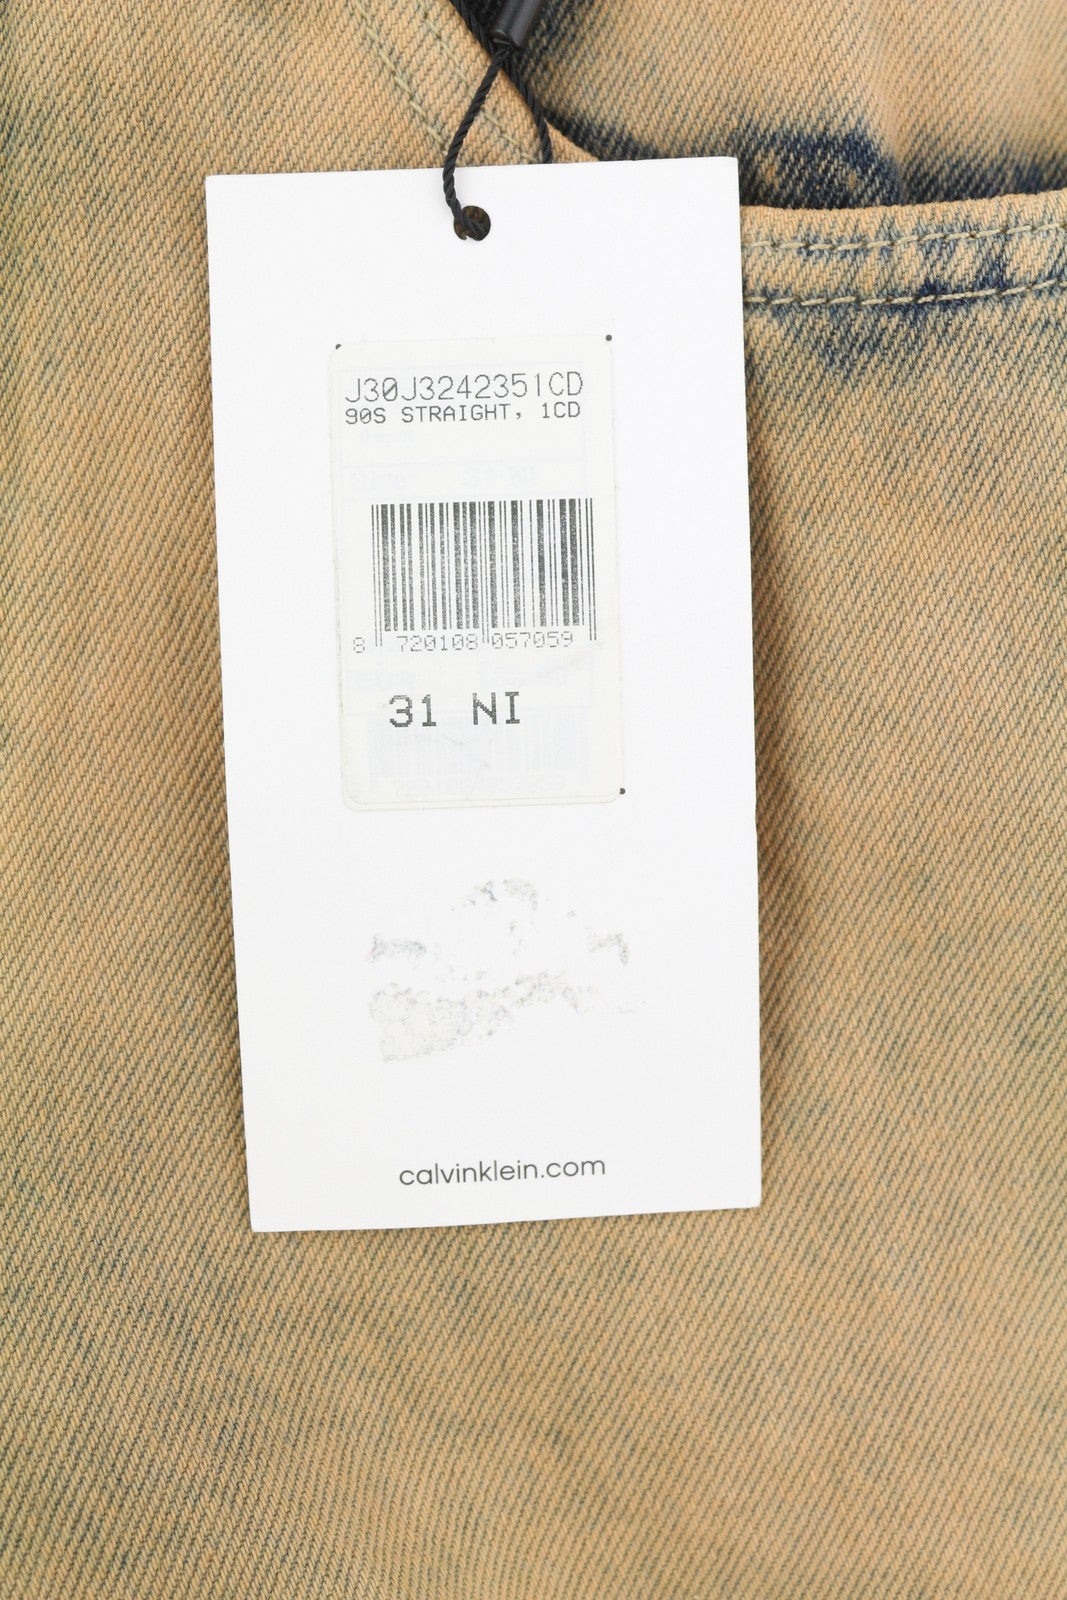 J30J3242351CD
90S STRAIGHT, 1CD
8 720108 057059
31 NI
calvinklein.com